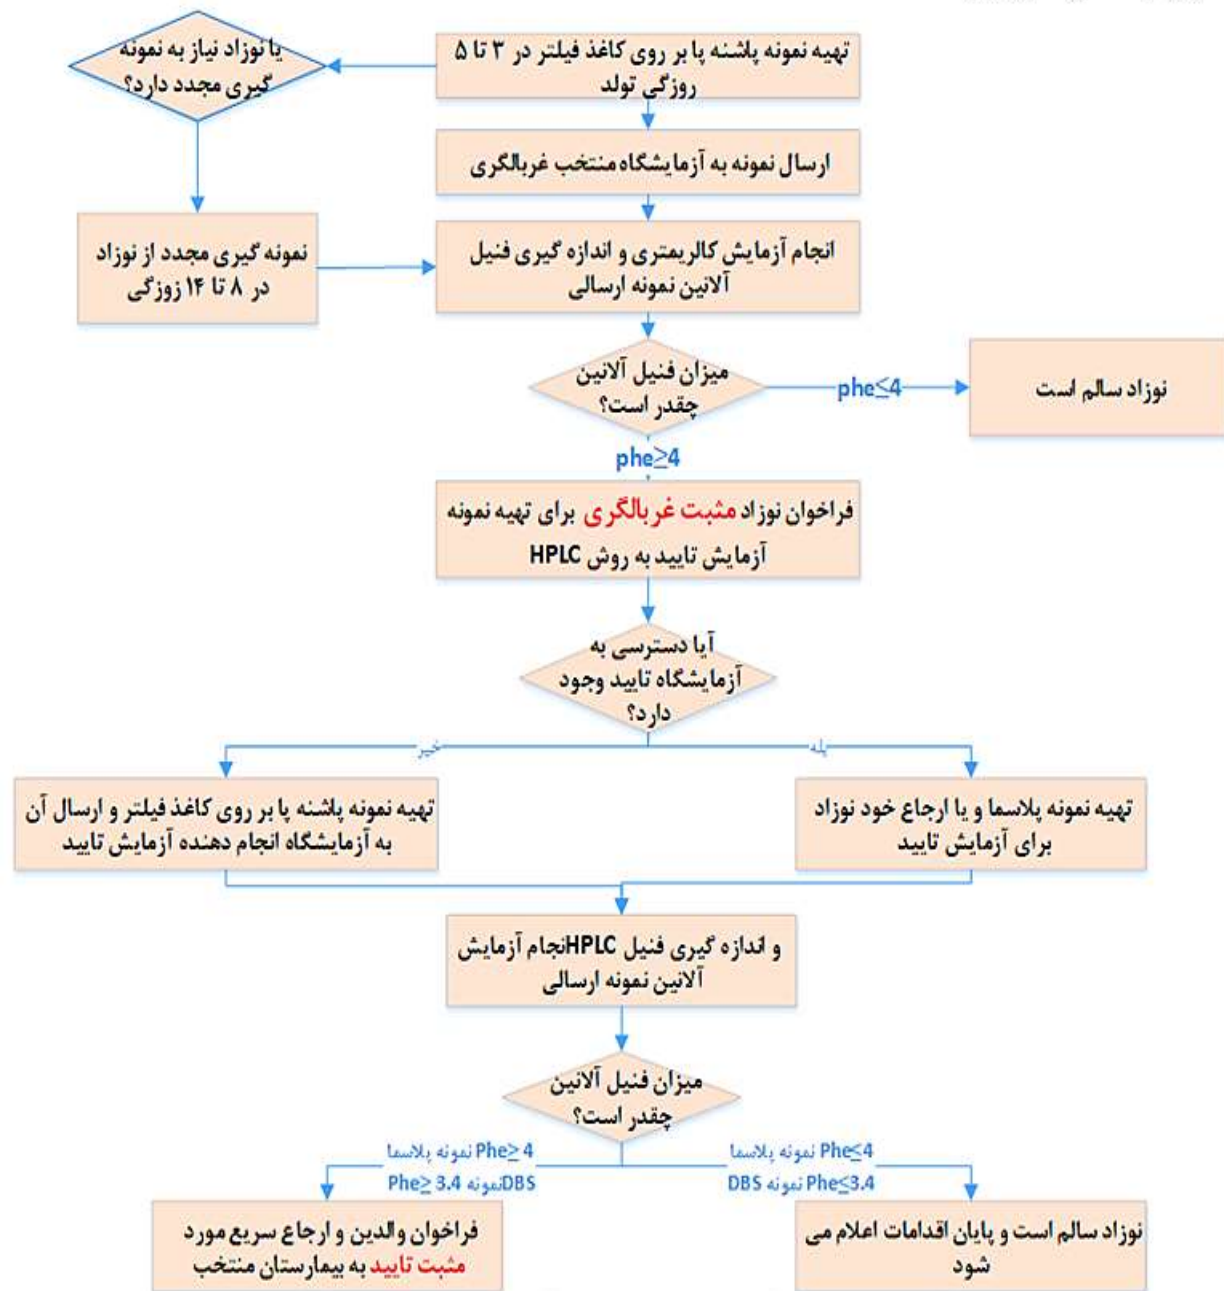 تهیه نمونه پاشنه پا بر روی کاغذ فیلتر در ۳ تا ۵
روزگی تولد
یا نوزاد نیاز به نمونه
گیری مجدد دارد؟
ارسال نمونه به آزمایشگاه منتخب غربالگری
نمونه گیری مجدد از نوزاد
در ۸ تا ۱۴ زوزگی
انجام آزمایش کالریمتری و اندازه گیری فنیل
آلانین نمونه ارسالی
میزان فنیل آلانین
چقدر است؟
phe≤4
نوزاد سالم است
phe≥4
فراخوان نوزاد مثبت غربالگری برای تهیه نمونه
آزمایش تایید به روش HPLC
آیا دسترسی به
آزمایشگاه تایید وجود
دارد؟
بله
خیر
تهیه نمونه پلاسما و یا ارجاع خود نوزاد
برای آزمایش تایید
تهیه نمونه پاشنه پا بر روی کاغذ فیلتر و ارسال آن
به آزمایشگاه انجام دهنده آزمایش تایید
و اندازه گیری فنیل HPLCانجام آزمایش
آلانین نمونه ارسالی
میزان فنیل آلانین
چقدر است؟
Phe≤4 نمونه پلاسما
Phe≤3.4 نمونه DBS
Phe≥ 4 نمونه پلاسما
DBSنمونه Phe≥ 3.4
نوزاد سالم است و پایان اقدامات اعلام می
شود
فراخوان والدین و ارجاع سریع مورد
مثبت تایید به بیمارستان منتخب